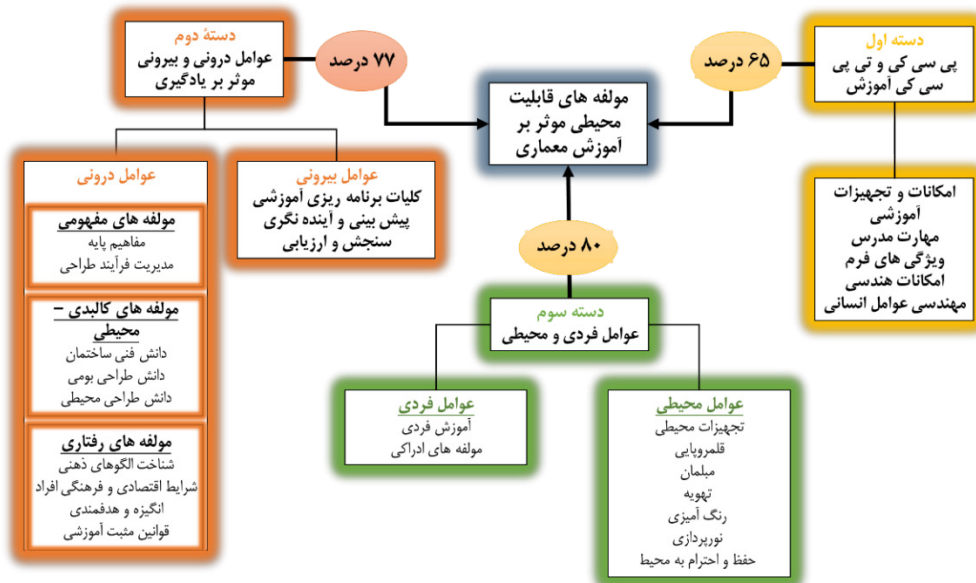 دستهٔ دوم
عوامل درونی و بیرونی
موثر بر یادگیری
۷۷ درصد
۶۵ درصد
دسته اول
پی سی کی و تی پی
سی کی آموزش
مولفه های قابلیت
محیطی موثر بر
آموزش معماری
عوامل درونی
مولفه های مفهومی
مفاهیم پایه
مدیریت فرآیند طراحی
مولفه های کالبدی –
محیطی
دانش فنی ساختمان
دانش طراحی بومی
دانش طراحی محیطی
مولفه های رفتاری
شناخت الگوهای ذهنی
شرایط اقتصادی و فرهنگی افراد
انگیزه و هدفمندی
قوانین مثبت آموزشی
عوامل بیرونی
کلیات برنامه ریزی آموزشی
پیش بینی و آینده نگری
سنجش و ارزیابی
امکانات و تجهیزات
آموزشی
مهارت مدرس
ویژگی های فرم
امکانات هندسی
مهندسی عوامل انسانی
۸۰ درصد
دسته سوم
عوامل فردی و محیطی
عوامل فردی
آموزش فردی
مولفه های ادراکی
عوامل محیطی
تجهیزات محیطی
قلمروپایی
مبلمان
تهویه
رنگ آمیزی
نورپردازی
حفظ و احترام به محیط